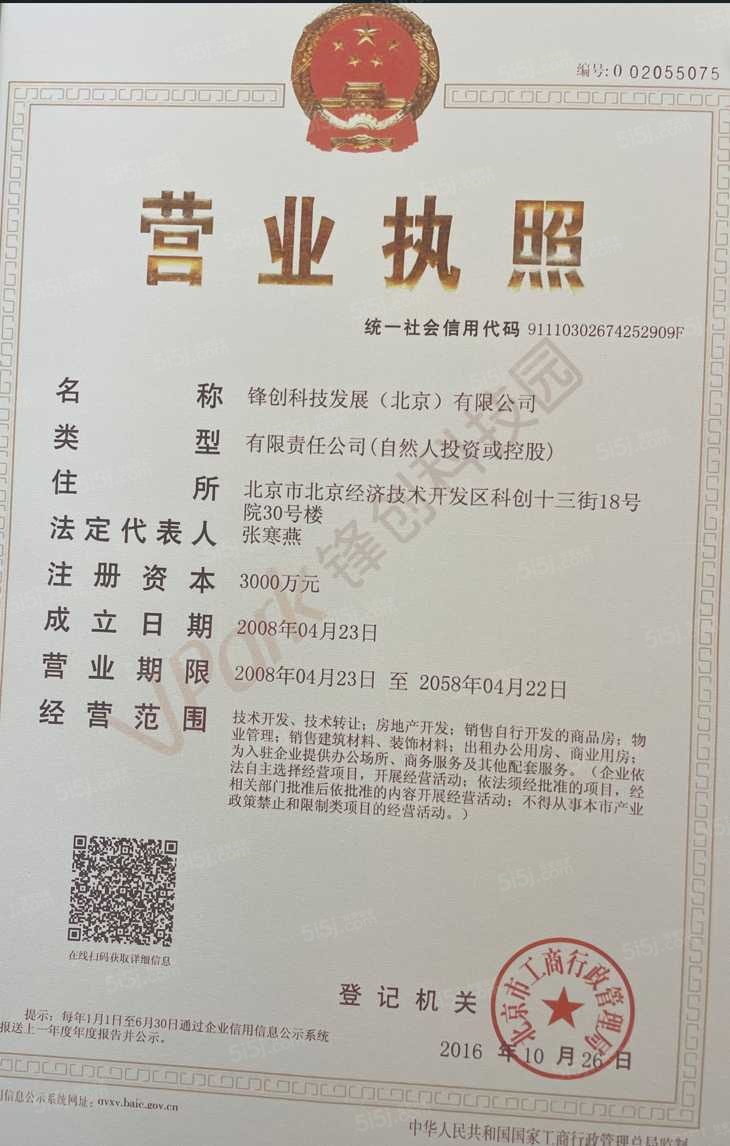 编号:0 02055075
营业执照
统一社会信用代码 91110302674252909F
名称 锋创科技发展（北京）有限公司
类型 有限责任公司(自然人投资或控股)
住所 北京市北京经济技术开发区科创十三街18号
院30号楼
法定代表人 张寒燕
注册资本 3000万元
成立日期 2008年04月23日
营业期限 2008年04月23日 至 2058年04月22日
经营范围 技术开发、技术转让；房地产开发；销售自行开发的商品房；物
业管理；销售建筑材料、装饰材料；出租办公用房、商业用房；
为入驻企业提供办公场所、商务服务及其他配套服务。（企业依
法自主选择经营项目，开展经营活动；依法须经批准的项目，经
相关部门批准后依批准的内容开展经营活动；不得从事本市产业
政策禁止和限制类项目的经营活动。）
VPark 锋创科技园
在线扫码获取详细信息
登记机关
北京市工商行政管理局
2016 年 10 月 26 日
提示：每年1月1日至6月30日通过企业信用信息公示系统
报送上一年度年度报告并公示。
信息公示系统网址：qyxy.baic.gov.cn
中华人民共和国国家工商行政管理总局监制